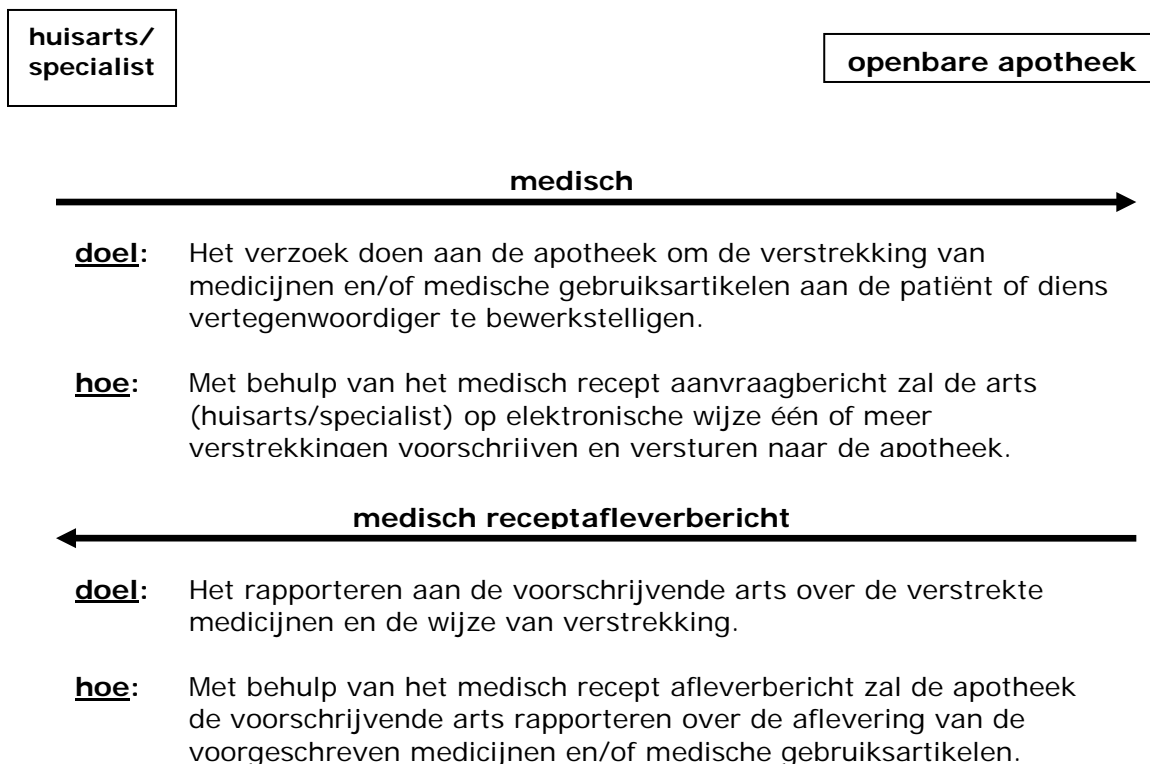 huisarts/
specialist
openbare apotheek
medisch
doel: Het verzoek doen aan de apotheek om de verstrekking van
medicijnen en/of medische gebruiksartikelen aan de patiënt of diens
vertegenwoordiger te bewerkstelligen.
hoe: Met behulp van het medisch recept aanvraagbericht zal de arts
(huisarts/specialist) op elektronische wijze één of meer
verstrekkingen voorschrijven en versturen naar de apotheek.
medisch receptafleverbericht
doel: Het rapporteren aan de voorschrijvende arts over de verstrekte
medicijnen en de wijze van verstrekking.
hoe: Met behulp van het medisch recept afleverbericht zal de apotheek
de voorschrijvende arts rapporteren over de aflevering van de
voorgeschreven medicijnen en/of medische gebruiksartikelen.